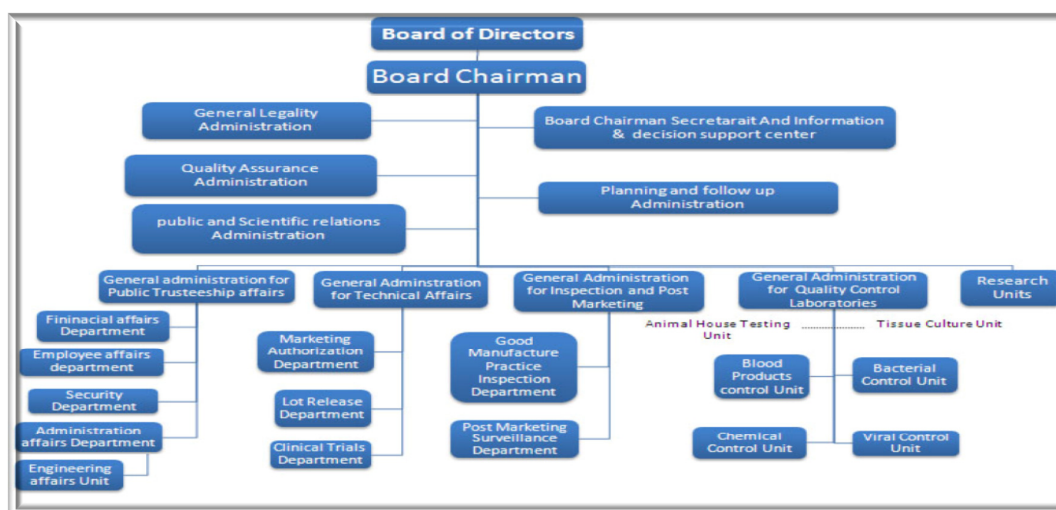 Board of Directors
Board Chairman
General Legality
Administration
Board Chairman Secretarait And Information
& decision support center
Quality Assurance
Administration
Planning and follow up
Administration
public and Scientific relations
Administration
General administration for
Public Trusteeship affairs
General Adminstration
for Technical Affairs
General Administration
for Inspection and Post
Marketing
General Administration
for Quality Control
Laboratories
Research
Units
Fininacial affairs
Department
Employee affairs
department
Security
Department
Administration
affairs Department
Engineering
affairs Unit
Marketing
Authorization
Department
Lot Release
Department
Clinical Trials
Department
Good
Manufacture
Practice
Inspection
Department
Post Marketing
Surveillance
Department
Animal House Testing
Unit
Tissue Culture Unit
Blood
Products
control Unit
Bacterial
Control Unit
Chemical
Control Unit
Viral Control
Unit